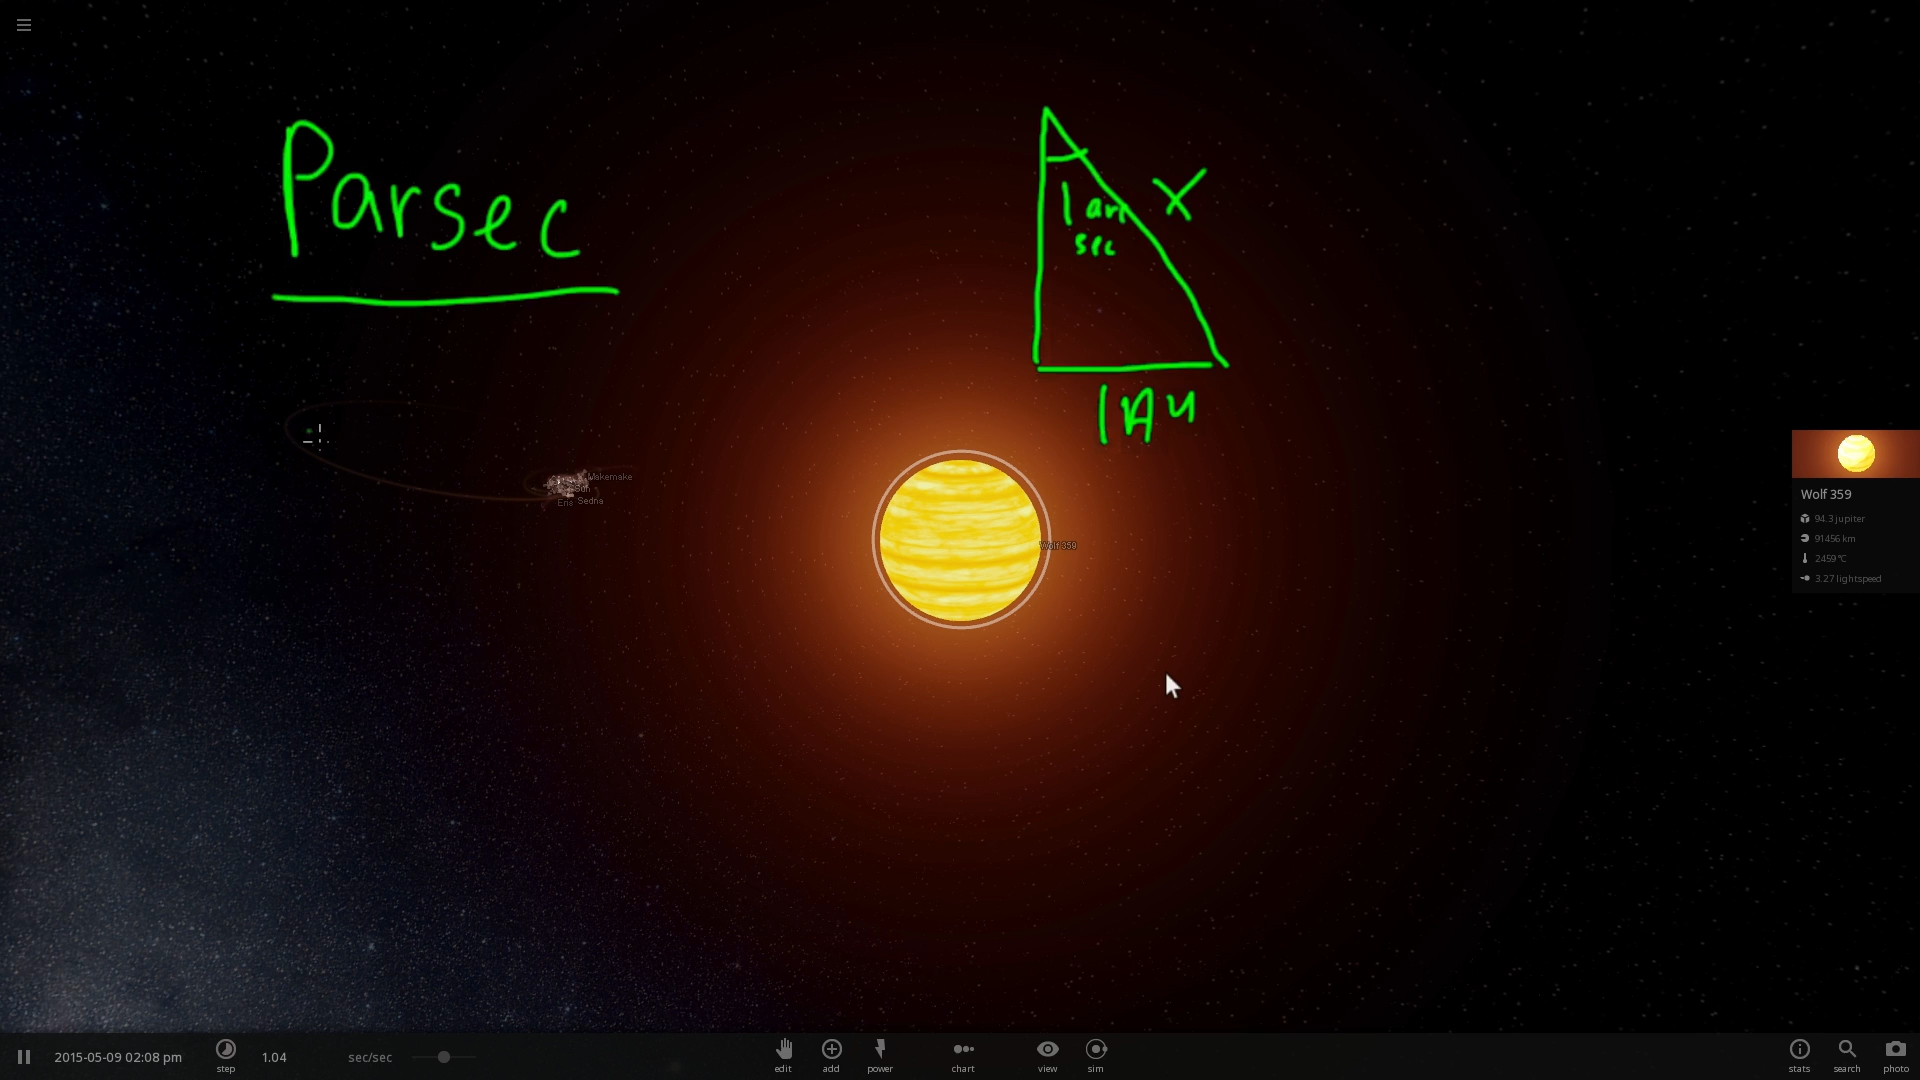 Parsec
X
1 arc
sec
1 AU
Makemake
Sun
Eris Sedna
Wolf 359
Wolf 359
94.3 jupiter
91456 km
2459 °C
3.27 lightspeed
2015-05-09 02:08 pm
step
1.04
sec/sec
edit
add
power
chart
view
sim
stats
search
photo